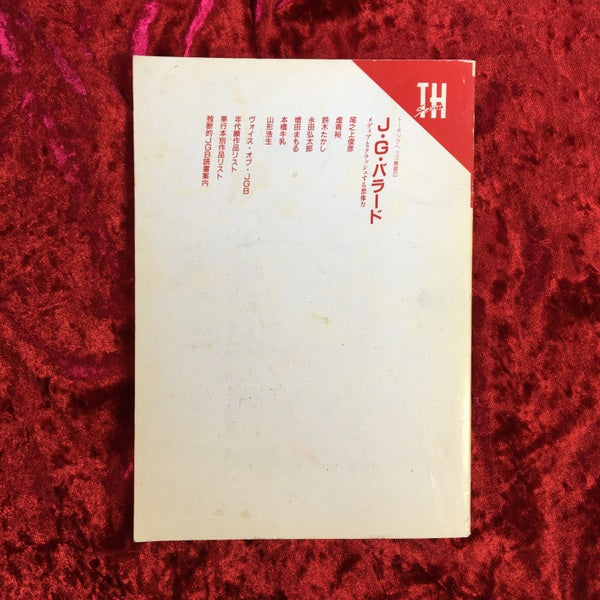 TH
トーキングヘッズ叢書
J・G・バラード
メディアとクラッシュする想像力
尾之上俊彦
虚青裕
鈴木たかし
永田弘太郎
増田まもる
本橋牛乳
山形浩生
ヴォイス・オブ・JGB
年代順作品リスト
単行本別作品リスト
独断的JGB読書案内